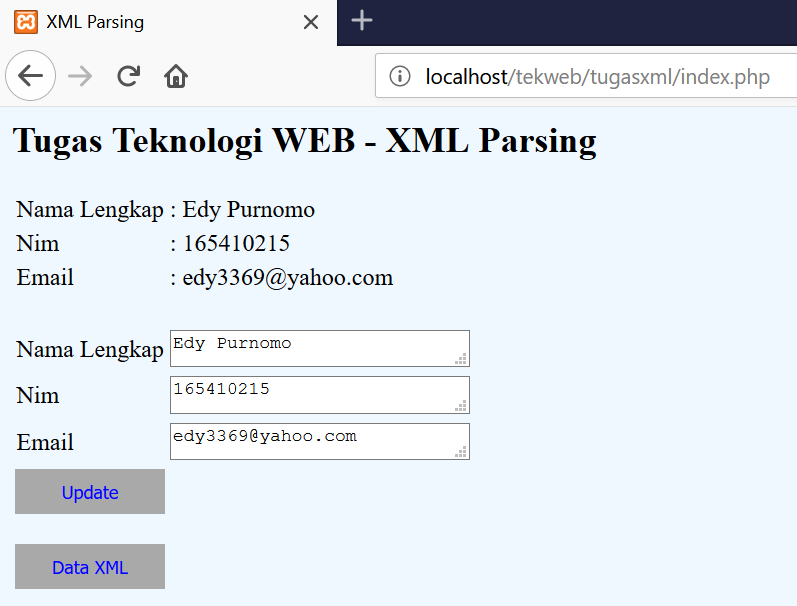 XML Parsing
localhost/tekweb/tugasxml/index.php
Tugas Teknologi WEB - XML Parsing
Nama Lengkap : Edy Purnomo
Nim : 165410215
Email : edy3369@yahoo.com
Nama Lengkap Edy Purnomo
Nim 165410215
Email edy3369@yahoo.com
Update
Data XML